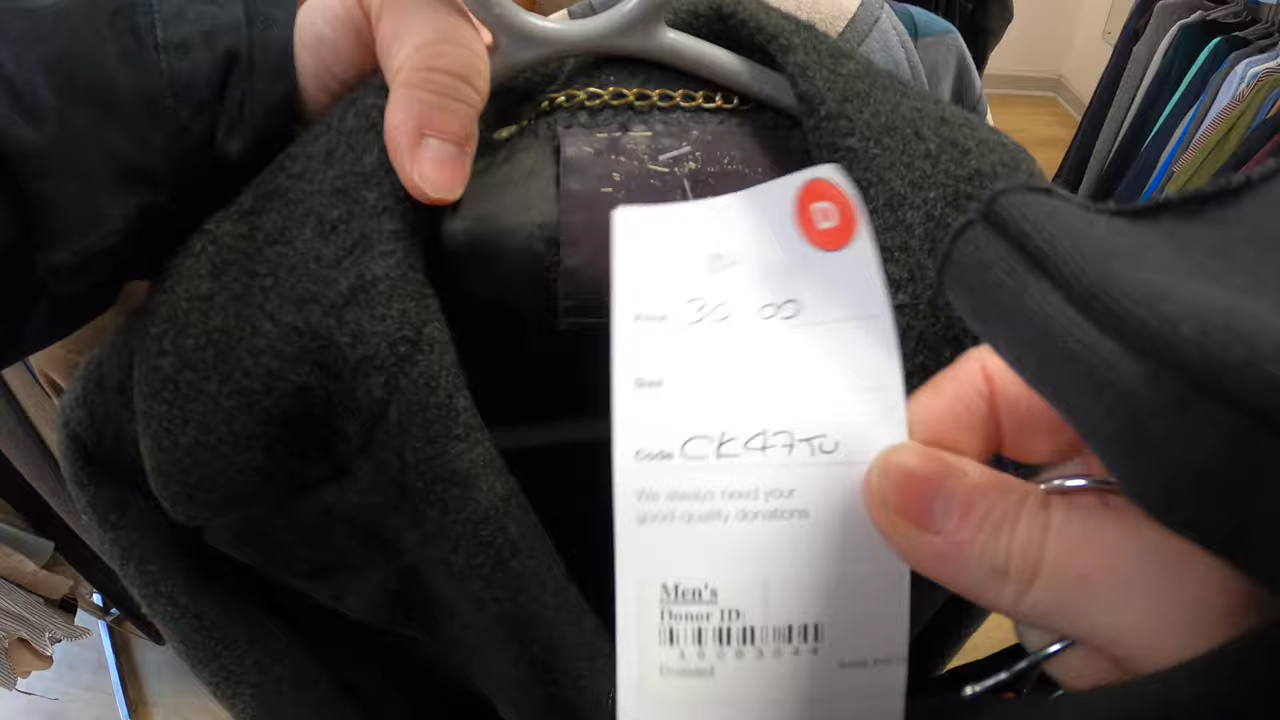 Price 30 00
Size
Code CK47TU
We always need your
good-quality donations
Men's
Donor ID: